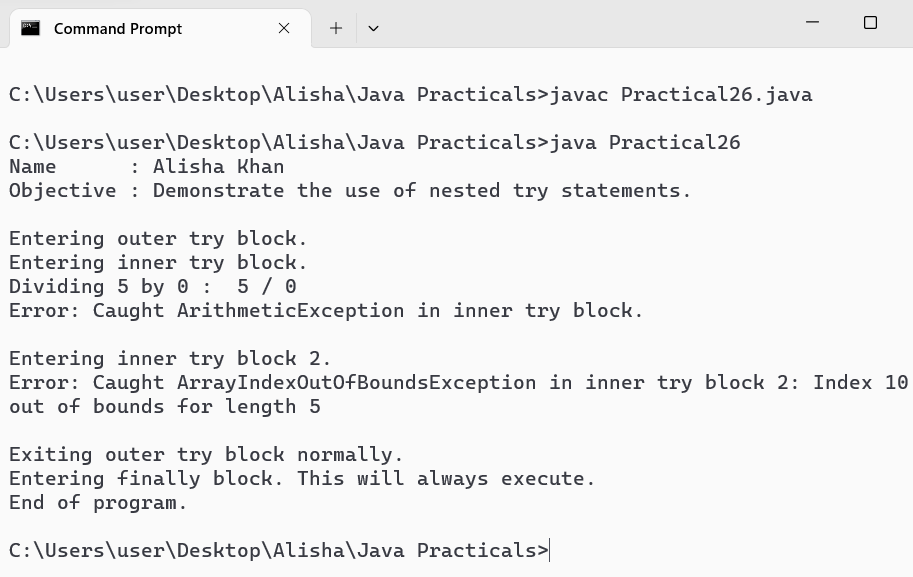 Command Prompt
C:\Users\user\Desktop\Alisha\Java Practicals>javac Practical26.java
C:\Users\user\Desktop\Alisha\Java Practicals>java Practical26
Name      : Alisha Khan
Objective : Demonstrate the use of nested try statements.
Entering outer try block.
Entering inner try block.
Dividing 5 by 0 :  5 / 0
Error: Caught ArithmeticException in inner try block.
Entering inner try block 2.
Error: Caught ArrayIndexOutOfBoundsException in inner try block 2: Index 10
out of bounds for length 5
Exiting outer try block normally.
Entering finally block. This will always execute.
End of program.
C:\Users\user\Desktop\Alisha\Java Practicals>